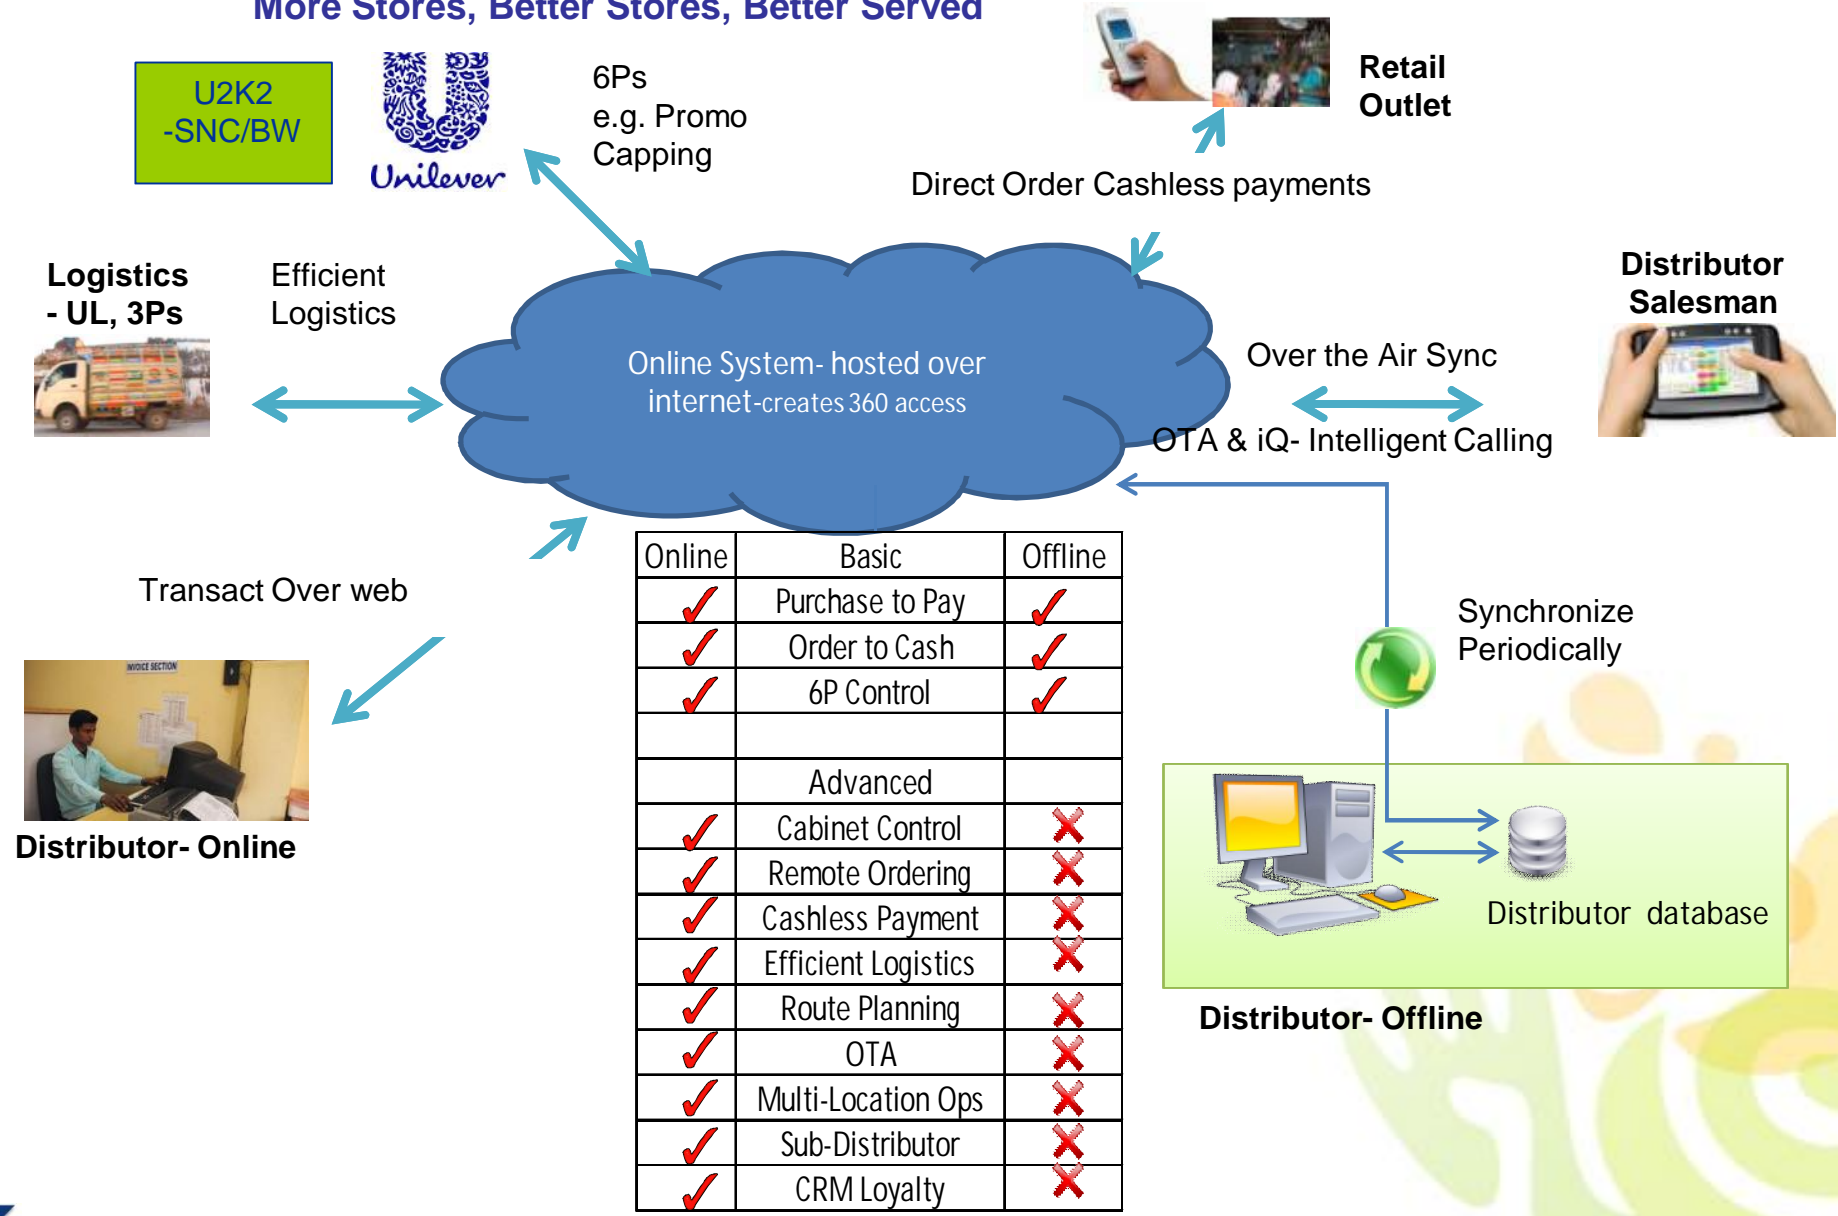 More Stores, Better Stores, Better Served
U2K2
-SNC/BW
Unilever
6Ps
e.g. Promo
Capping
Retail
Outlet
Direct Order Cashless payments
Logistics
- UL, 3Ps
Efficient
Logistics
Distributor
Salesman
Online System- hosted over
internet-creates 360 access
Over the Air Sync
OTA & iQ- Intelligent Calling
Transact Over web
INVOICE SECTION
Distributor- Online
Online Basic Offline
Purchase to Pay
Order to Cash
6P Control
Advanced
Cabinet Control
Remote Ordering
Cashless Payment
Efficient Logistics
Route Planning
OTA
Multi-Location Ops
Sub-Distributor
CRM Loyalty
Synchronize
Periodically
Distributor database
Distributor- Offline